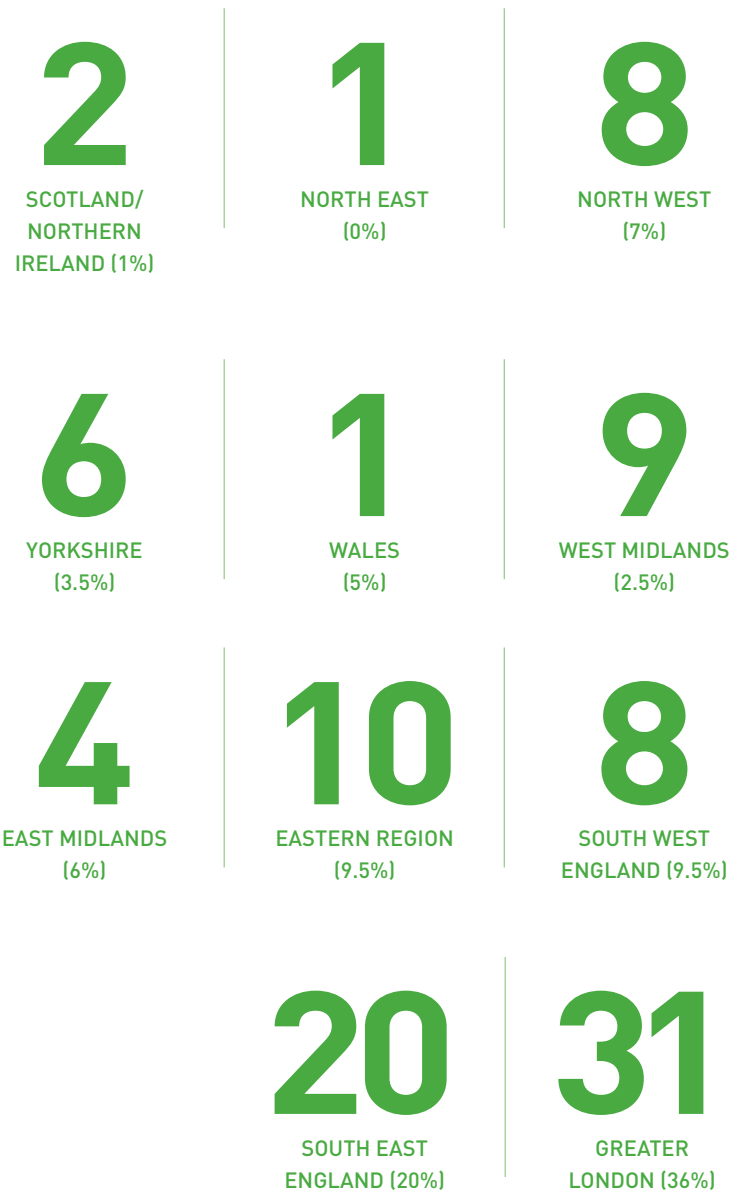 2
SCOTLAND/
NORTHERN
IRELAND (1%)
1
NORTH EAST
(0%)
8
NORTH WEST
(7%)
6
YORKSHIRE
(3.5%)
1
WALES
(5%)
9
WEST MIDLANDS
(2.5%)
4
EAST MIDLANDS
(6%)
10
EASTERN REGION
(9.5%)
8
SOUTH WEST
ENGLAND (9.5%)
20
SOUTH EAST
ENGLAND (20%)
31
GREATER
LONDON (36%)